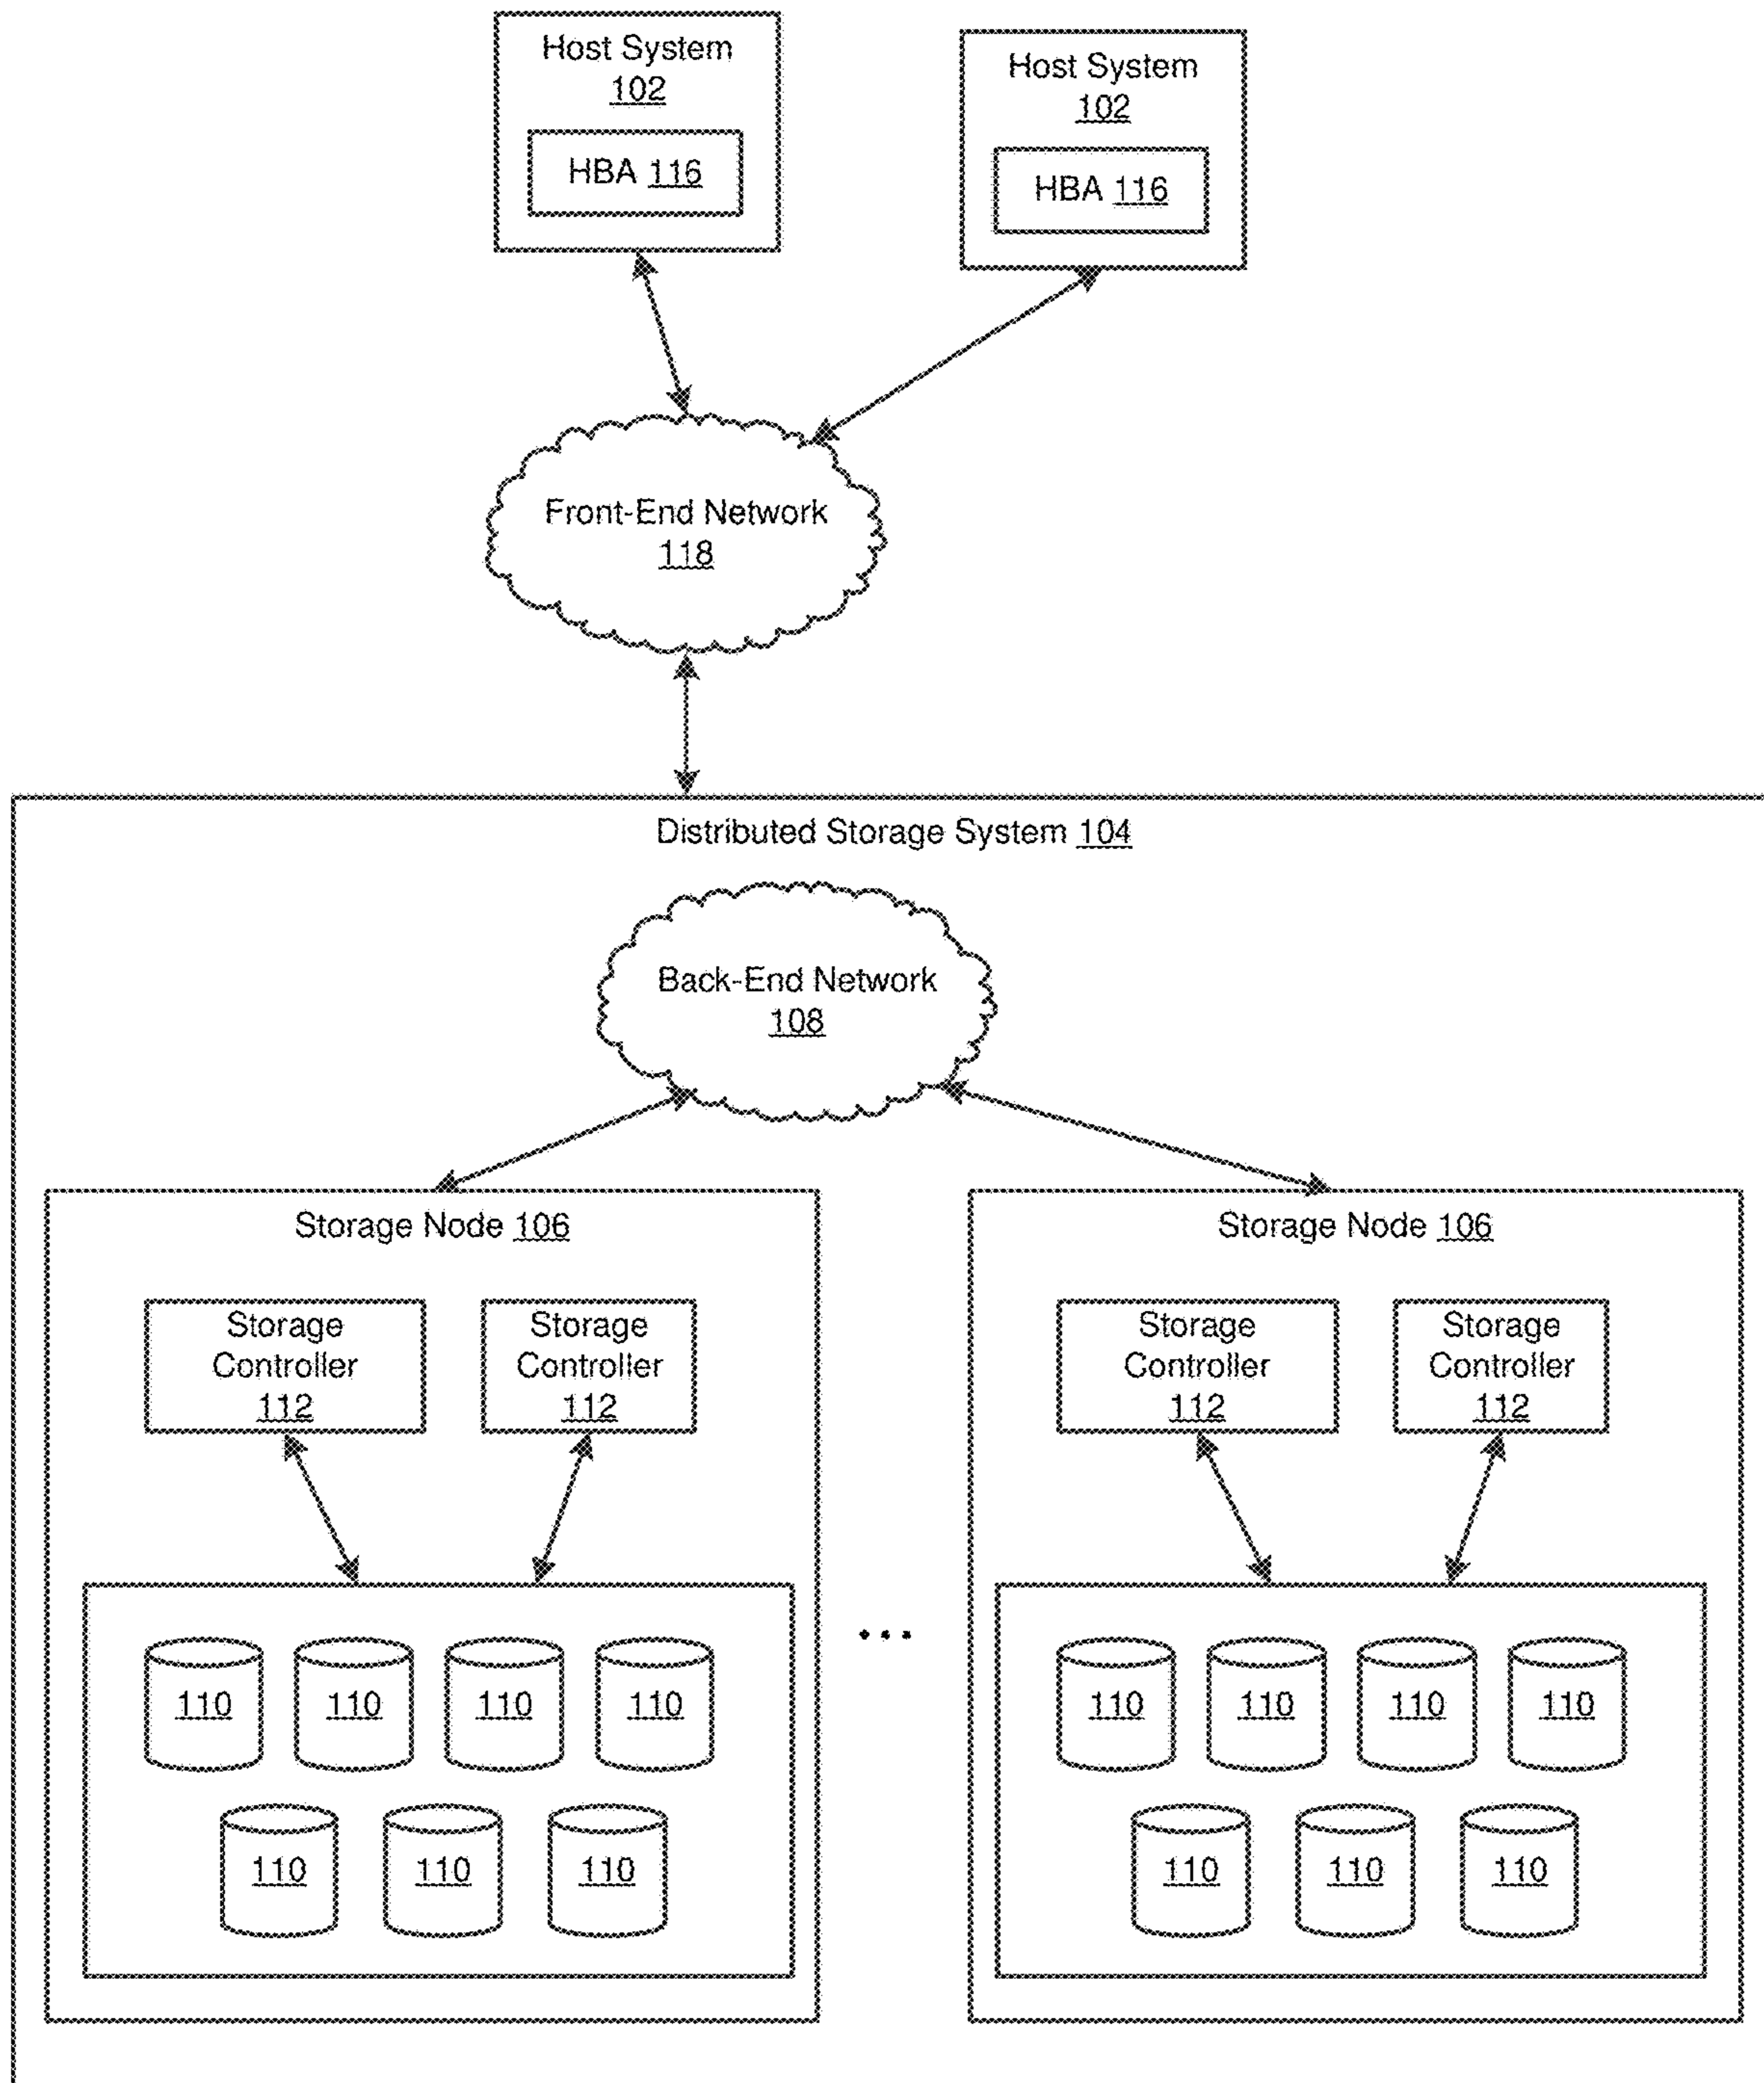 Host System
102
HBA 116
Host System
102
HBA 116
Front-End Network
118
Distributed Storage System 104
Back-End Network
108
Storage Node 106
Storage
Controller
112
Storage
Controller
112
110 110 110 110
110 110 110
...
Storage Node 106
Storage
Controller
112
Storage
Controller
112
110 110 110 110
110 110 110